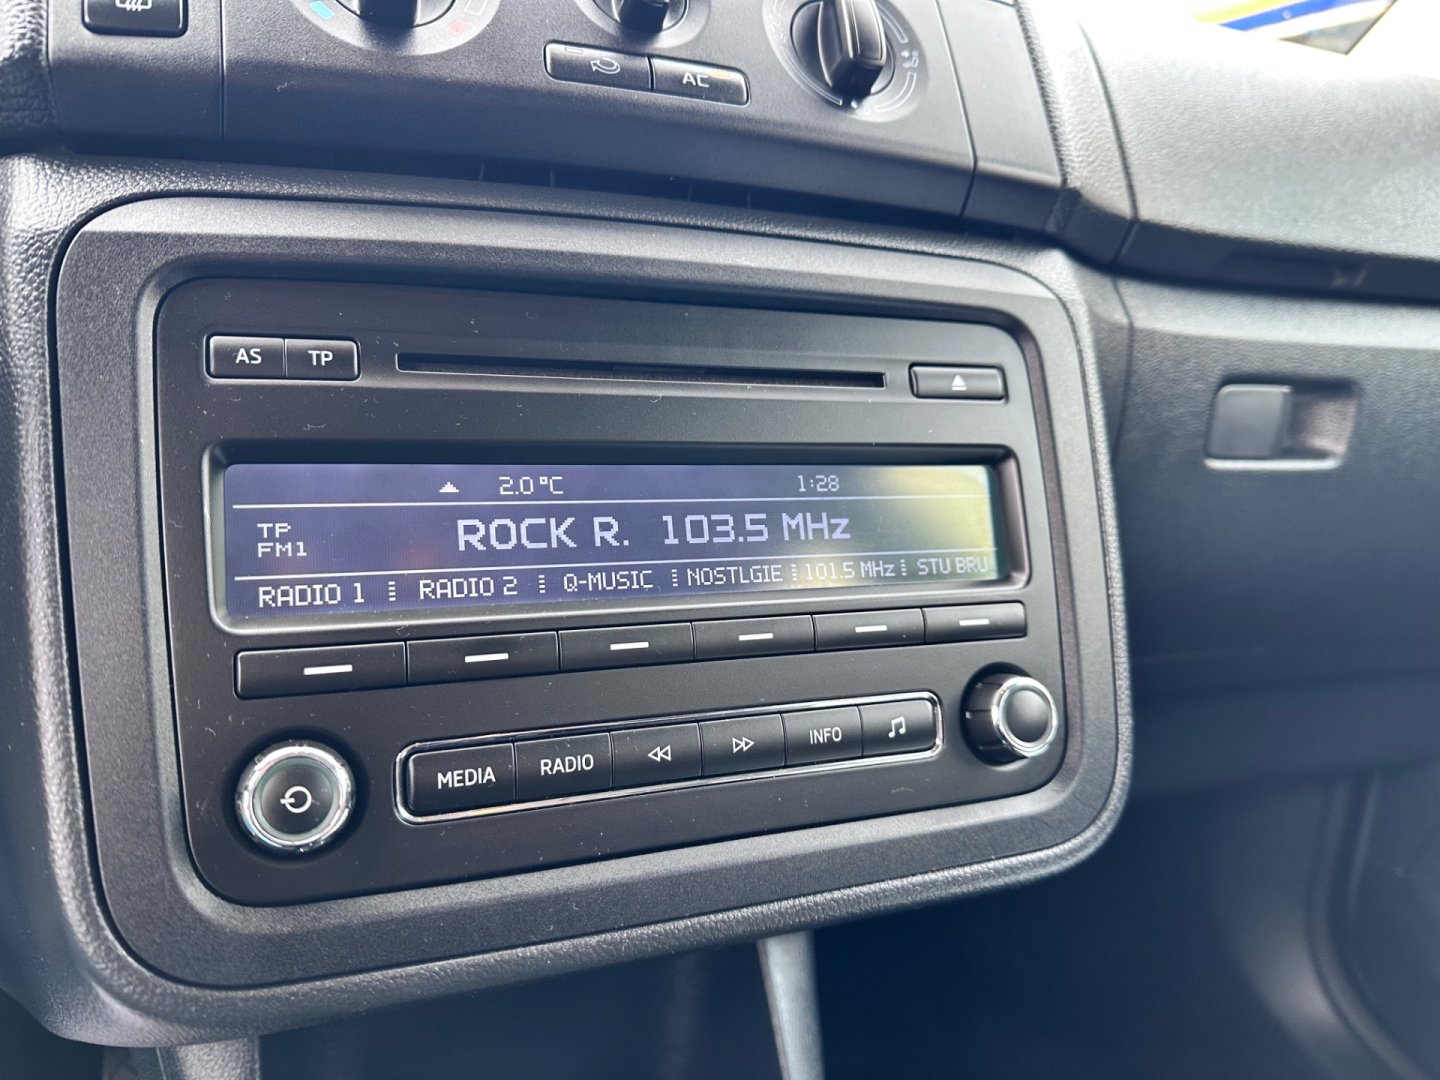 AC
AS TP
2.0°C 1:28
TP
FM1
ROCK R. 103.5 MHz
RADIO 1 RADIO 2 Q-MUSIC NOSTLGIE 101.5 MHz STU BRU
MEDIA RADIO INFO